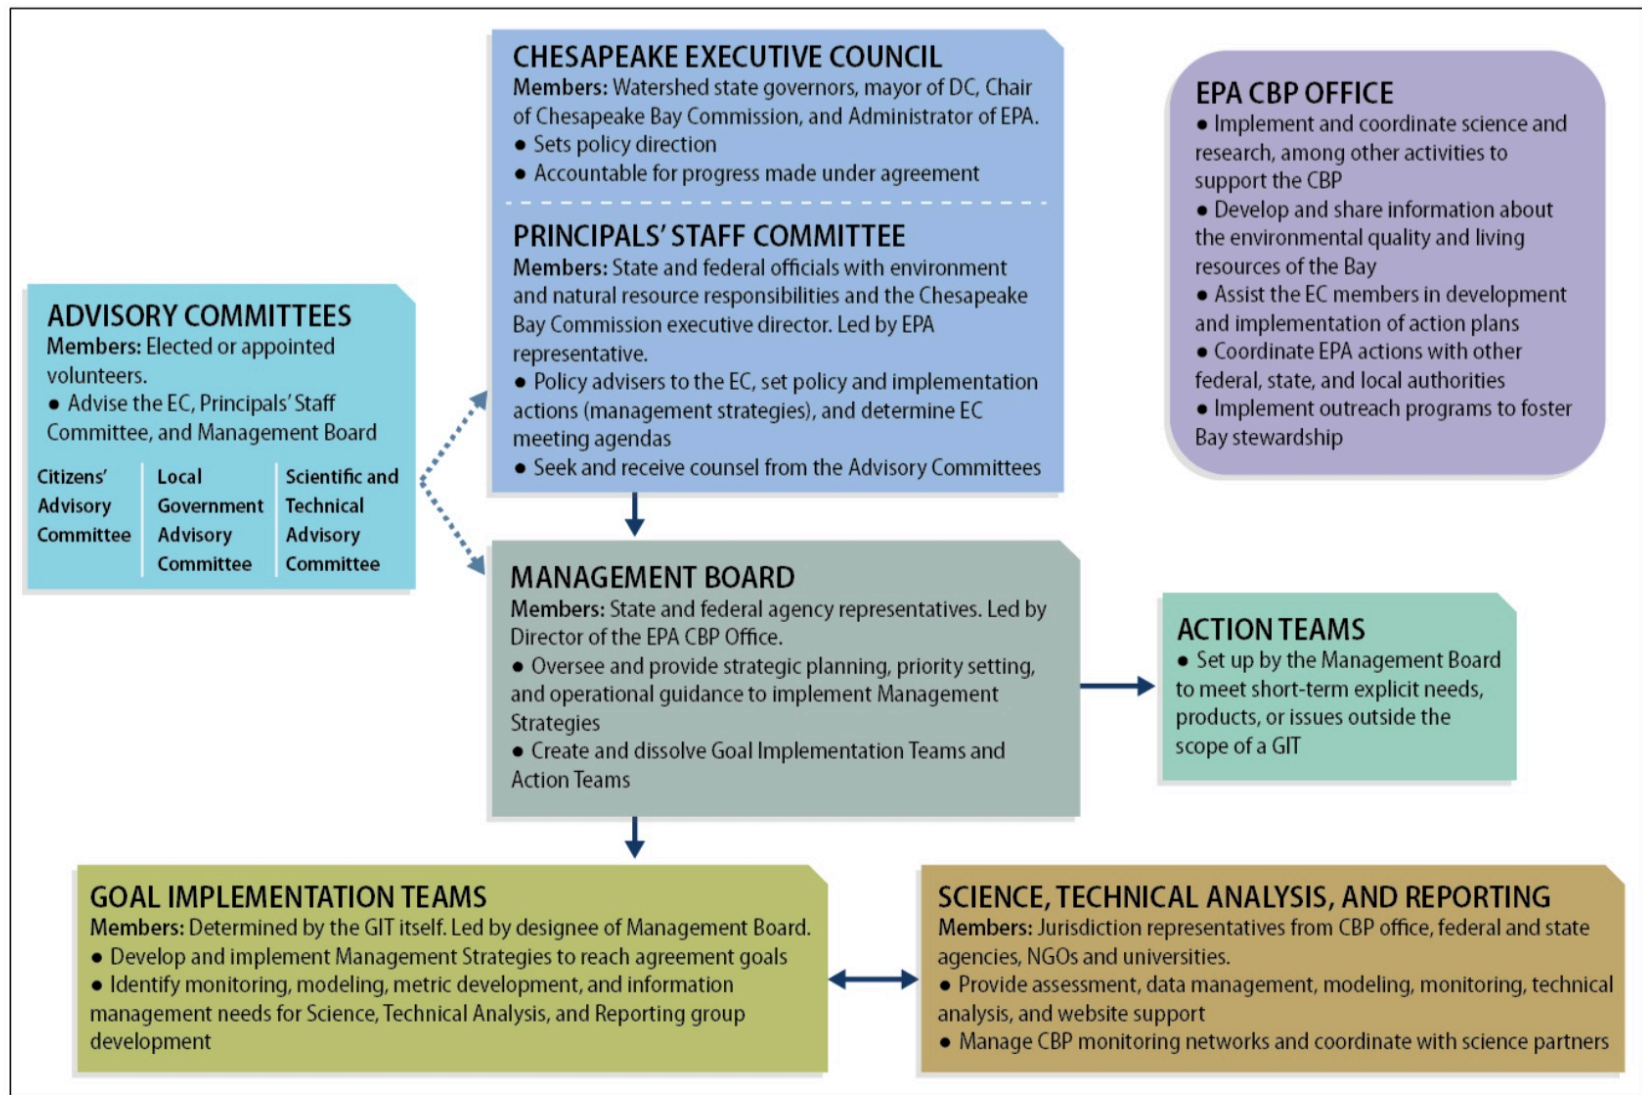 CHESAPEAKE EXECUTIVE COUNCIL
Members: Watershed state governors, mayor of DC, Chair
of Chesapeake Bay Commission, and Administrator of EPA.
● Sets policy direction
● Accountable for progress made under agreement
PRINCIPALS’ STAFF COMMITTEE
Members: State and federal officials with environment
and natural resource responsibilities and the Chesapeake
Bay Commission executive director. Led by EPA
representative.
● Policy advisers to the EC, set policy and implementation
actions (management strategies), and determine EC
meeting agendas
● Seek and receive counsel from the Advisory Committees
EPA CBP OFFICE
● Implement and coordinate science and
research, among other activities to
support the CBP
● Develop and share information about
the environmental quality and living
resources of the Bay
● Assist the EC members in development
and implementation of action plans
● Coordinate EPA actions with other
federal, state, and local authorities
● Implement outreach programs to foster
Bay stewardship
ADVISORY COMMITTEES
Members: Elected or appointed
volunteers.
● Advise the EC, Principals’ Staff
Committee, and Management Board
Citizens’
Advisory
Committee
Local
Government
Advisory
Committee
Scientific and
Technical
Advisory
Committee
MANAGEMENT BOARD
Members: State and federal agency representatives. Led by
Director of the EPA CBP Office.
● Oversee and provide strategic planning, priority setting,
and operational guidance to implement Management
Strategies
● Create and dissolve Goal Implementation Teams and
Action Teams
ACTION TEAMS
● Set up by the Management Board
to meet short-term explicit needs,
products, or issues outside the
scope of a GIT
GOAL IMPLEMENTATION TEAMS
Members: Determined by the GIT itself. Led by designee of Management Board.
● Develop and implement Management Strategies to reach agreement goals
● Identify monitoring, modeling, metric development, and information
management needs for Science, Technical Analysis, and Reporting group
development
SCIENCE, TECHNICAL ANALYSIS, AND REPORTING
Members: Jurisdiction representatives from CBP office, federal and state
agencies, NGOs and universities.
● Provide assessment, data management, modeling, monitoring, technical
analysis, and website support
● Manage CBP monitoring networks and coordinate with science partners